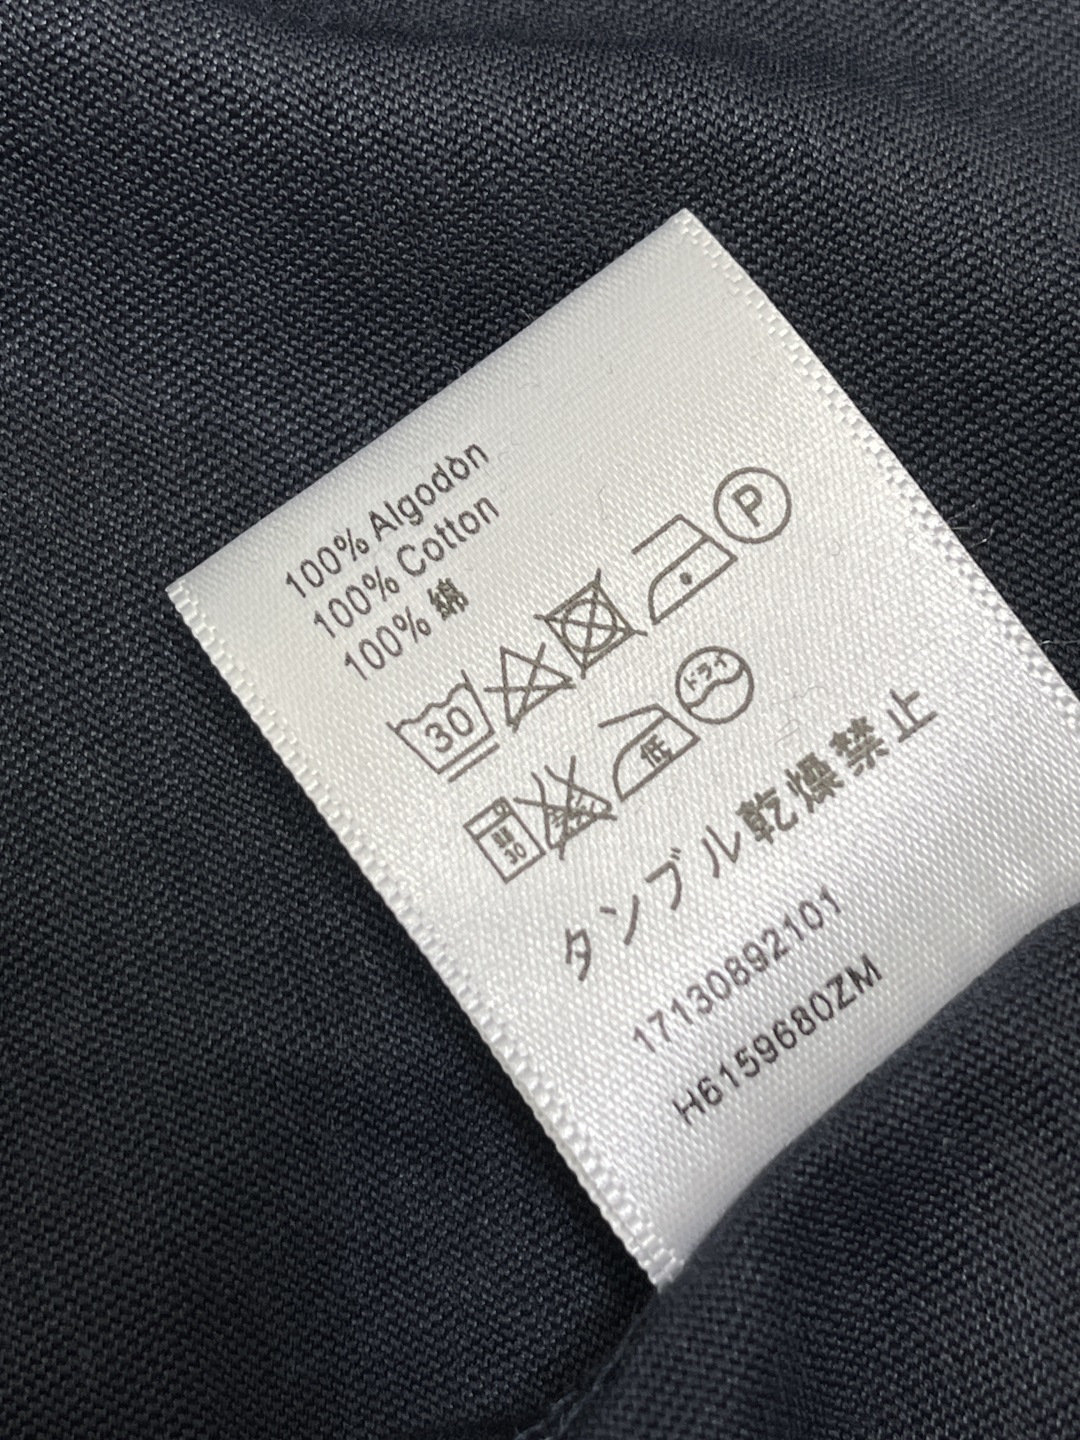 100% Algodòn
100% Cotton
100% 綿
30 P
30 低 ドライ
タンブル乾燥禁止
17130892101
H6159680ZM